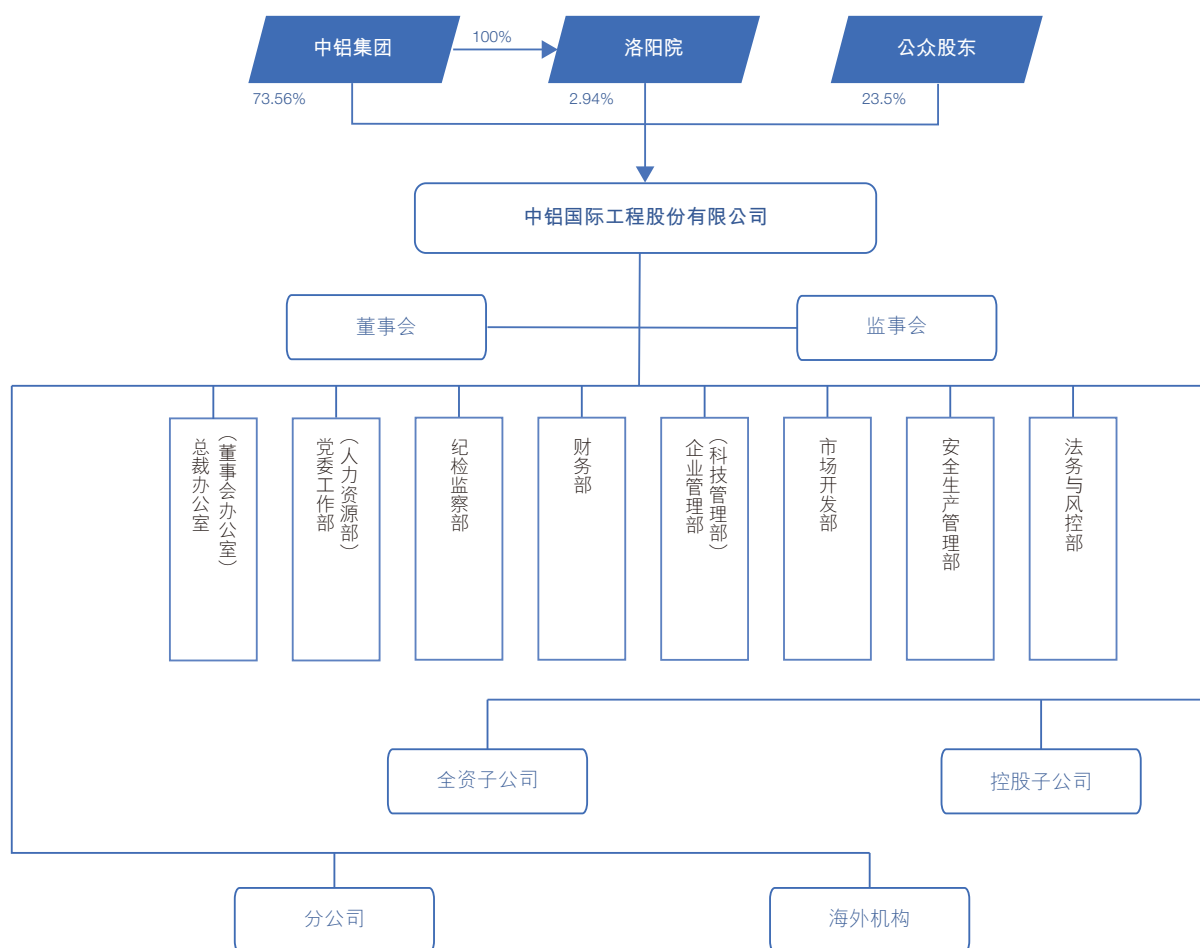 中铝集团
100%
洛阳院
公众股东
73.56%
2.94%
23.5%
中铝国际工程股份有限公司
董事会
监事会
总裁办公室
（董事会办公室）
党委工作部
（人力资源部）
纪检监察部
财务部
企业管理部
（科技管理部）
市场开发部
安全生产管理部
法务与风控部
全资子公司
控股子公司
分公司
海外机构